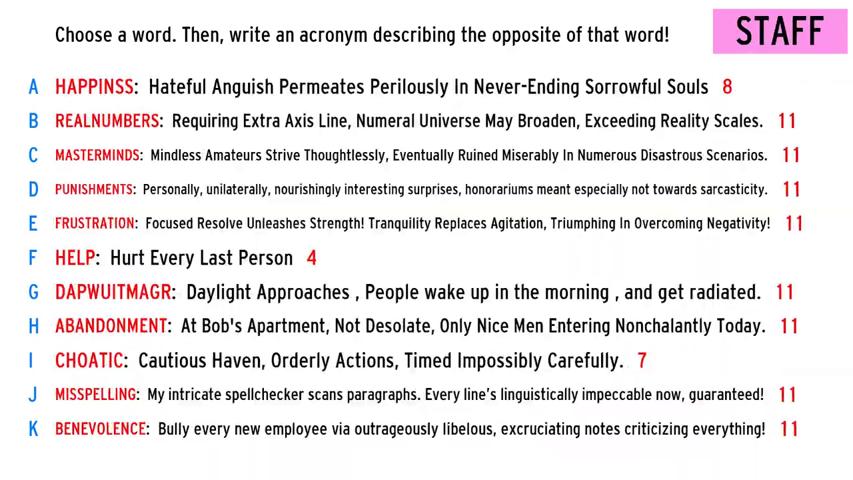 Choose a word. Then, write an acronym describing the opposite of that word!
STAFF
A HAPPINSS: Hateful Anguish Permeates Perilously In Never-Ending Sorrowful Souls 8
B REALNUMBERS: Requiring Extra Axis Line, Numeral Universe May Broaden, Exceeding Reality Scales. 11
C MASTERMINDS: Mindless Amateurs Strive Thoughtlessly, Eventually Ruined Miserably In Numerous Disastrous Scenarios. 11
D PUNISHMENTS: Personally, unilaterally, nourishingly interesting surprises, honorariums meant especially not towards sarcasticity. 11
E FRUSTRATION: Focused Resolve Unleashes Strength! Tranquility Replaces Agitation, Triumphing In Overcoming Negativity! 11
F HELP: Hurt Every Last Person 4
G DAPWUITMAGR: Daylight Approaches , People wake up in the morning , and get radiated. 11
H ABANDONMENT: At Bob's Apartment, Not Desolate, Only Nice Men Entering Nonchalantly Today. 11
I CHOATIC: Cautious Haven, Orderly Actions, Timed Impossibly Carefully. 7
J MISSPELLING: My intricate spellchecker scans paragraphs. Every line's linguistically impeccable now, guaranteed! 11
K BENEVOLENCE: Bully every new employee via outrageously libelous, excruciating notes criticizing everything! 11